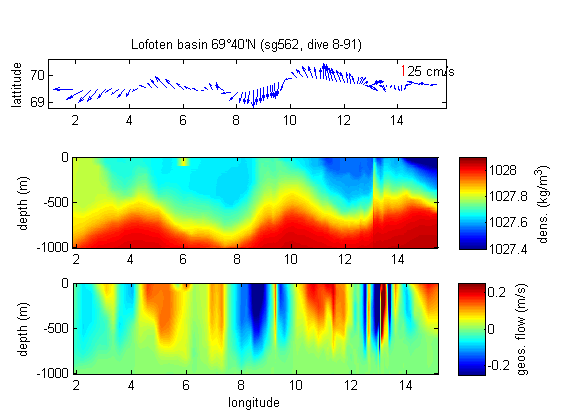 Lofoten basin 69°40'N (sg562, dive 8-91)
lattitude
70
69
125 cm/s
2 4 6 8 10 12 14
depth (m)
0
-500
-1000
2 4 6 8 10 12 14
1028
1027.8
1027.6
1027.4
dens. (kg/m³)
depth (m)
0
-500
-1000
2 4 6 8 10 12 14
longitude
0.2
0
-0.2
geos. flow (m/s)